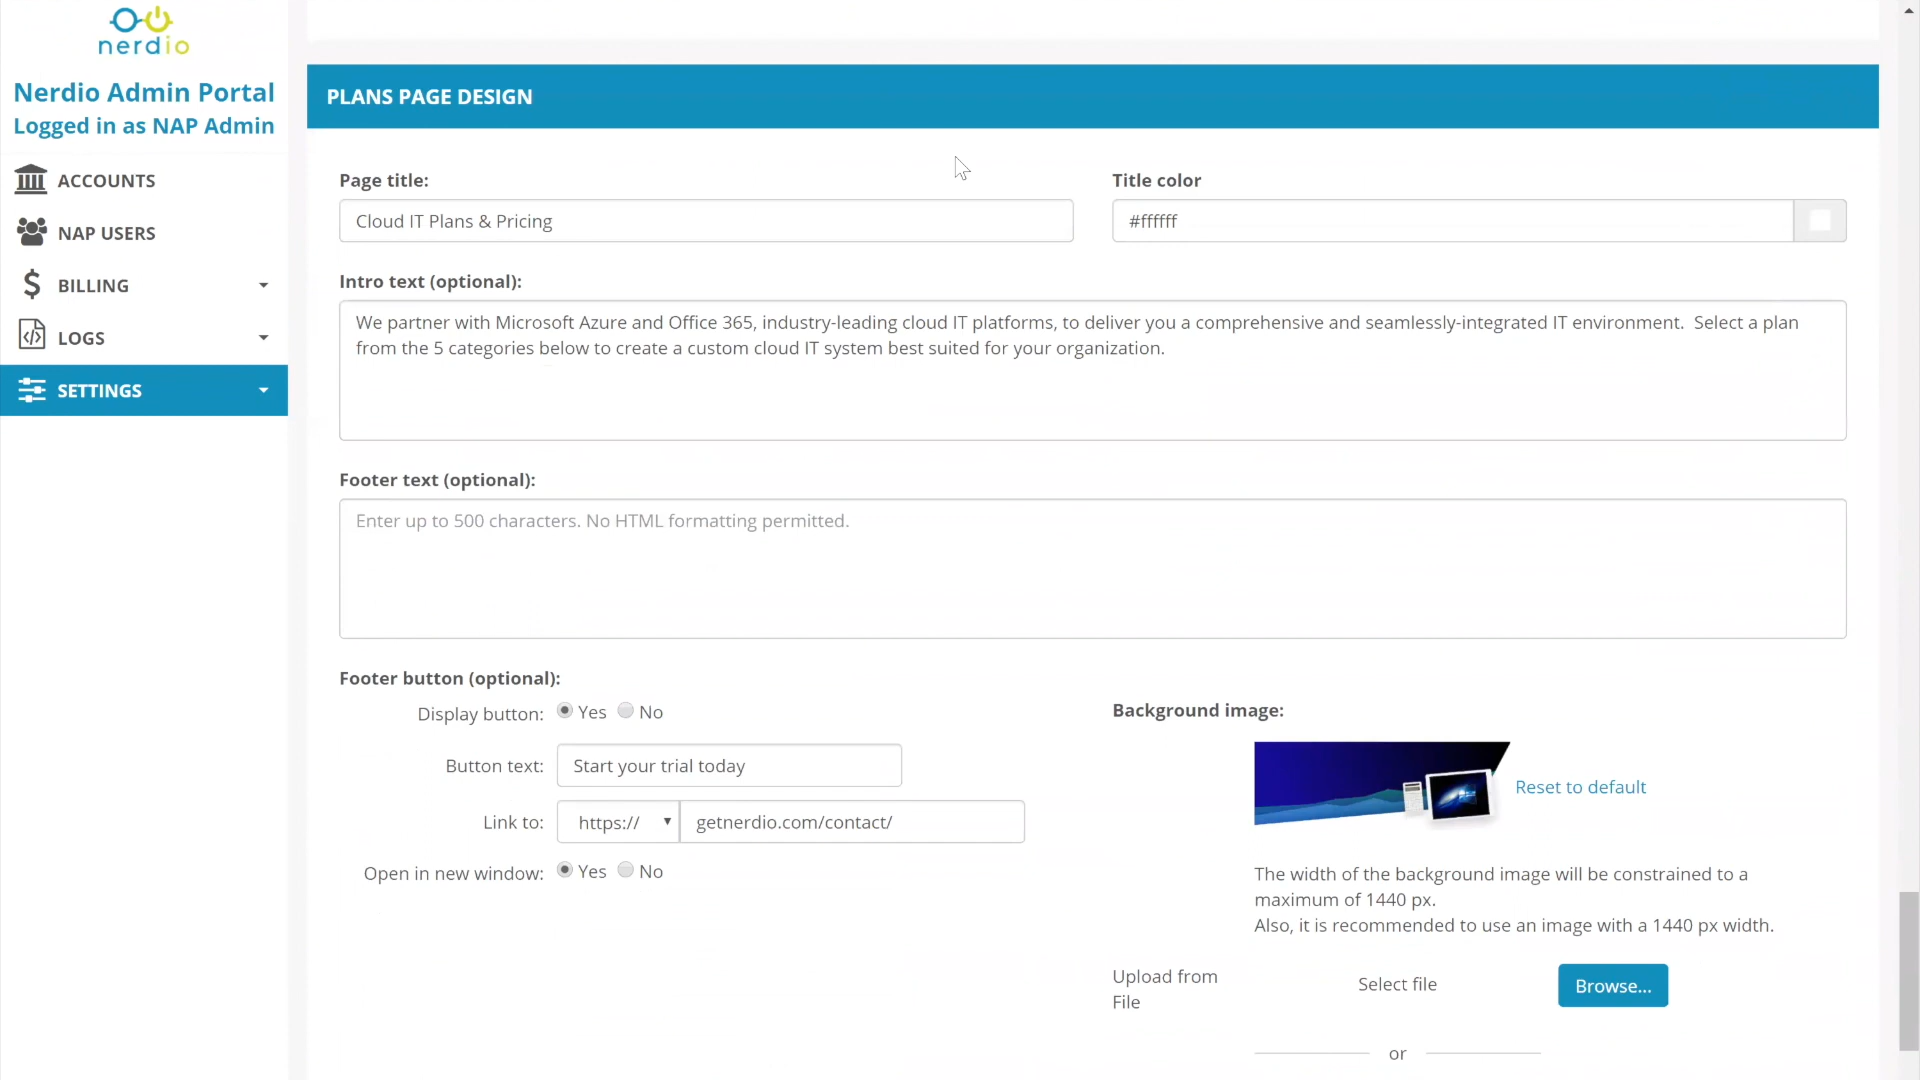 nerdio
Nerdio Admin Portal
Logged in as NAP Admin
ACCOUNTS
NAP USERS
BILLING
LOGS
SETTINGS
PLANS PAGE DESIGN
Page title:
Cloud IT Plans & Pricing
Title color
#ffffff
Intro text (optional):
We partner with Microsoft Azure and Office 365, industry-leading cloud IT platforms, to deliver you a comprehensive and seamlessly-integrated IT environment.  Select a plan
from the 5 categories below to create a custom cloud IT system best suited for your organization.
Footer text (optional):
Enter up to 500 characters. No HTML formatting permitted.
Footer button (optional):
Display button: Yes No
Button text: Start your trial today
Link to: https:// getnerdio.com/contact/
Open in new window: Yes No
Background image:
Reset to default
The width of the background image will be constrained to a
maximum of 1440 px.
Also, it is recommended to use an image with a 1440 px width.
Upload from
File
Select file
Browse...
or